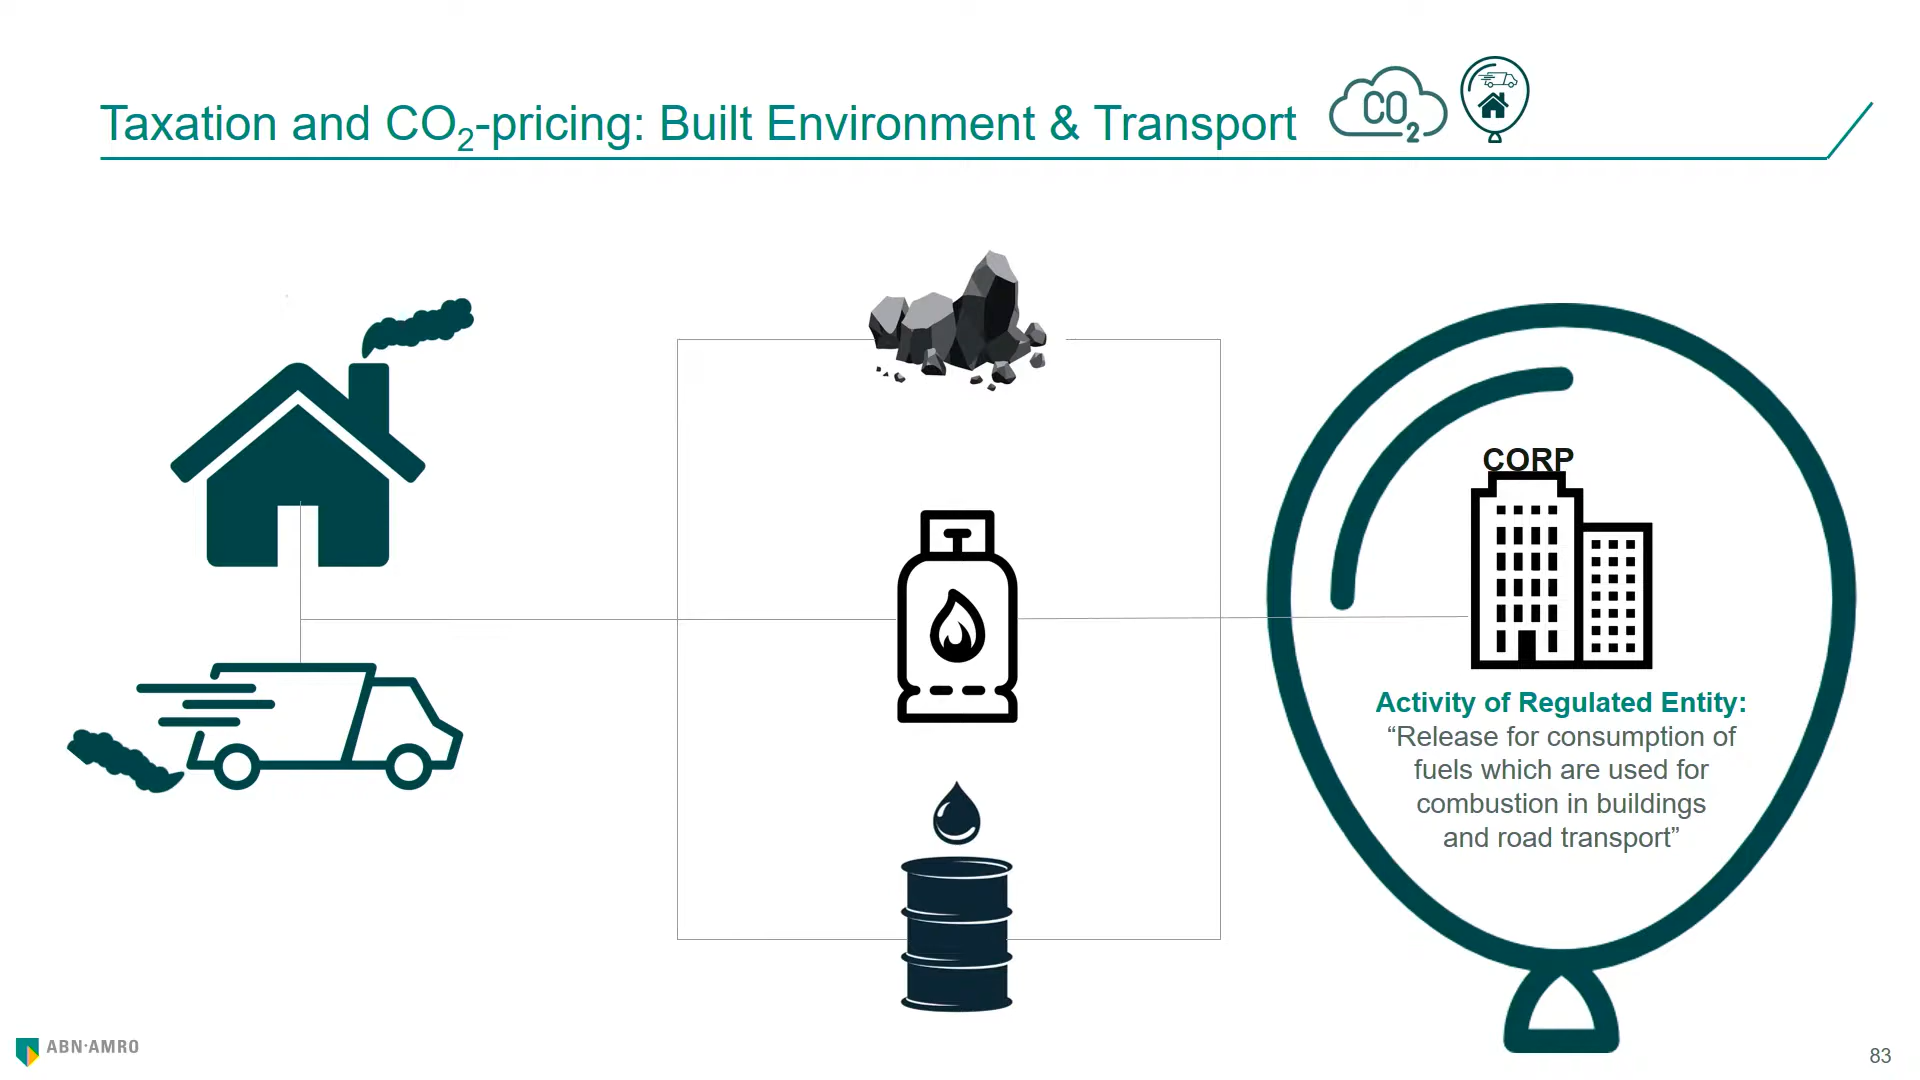 Taxation and CO2-pricing: Built Environment & Transport
CO2
CORP
Activity of Regulated Entity:
“Release for consumption of
fuels which are used for
combustion in buildings
and road transport”
ABN·AMRO
83